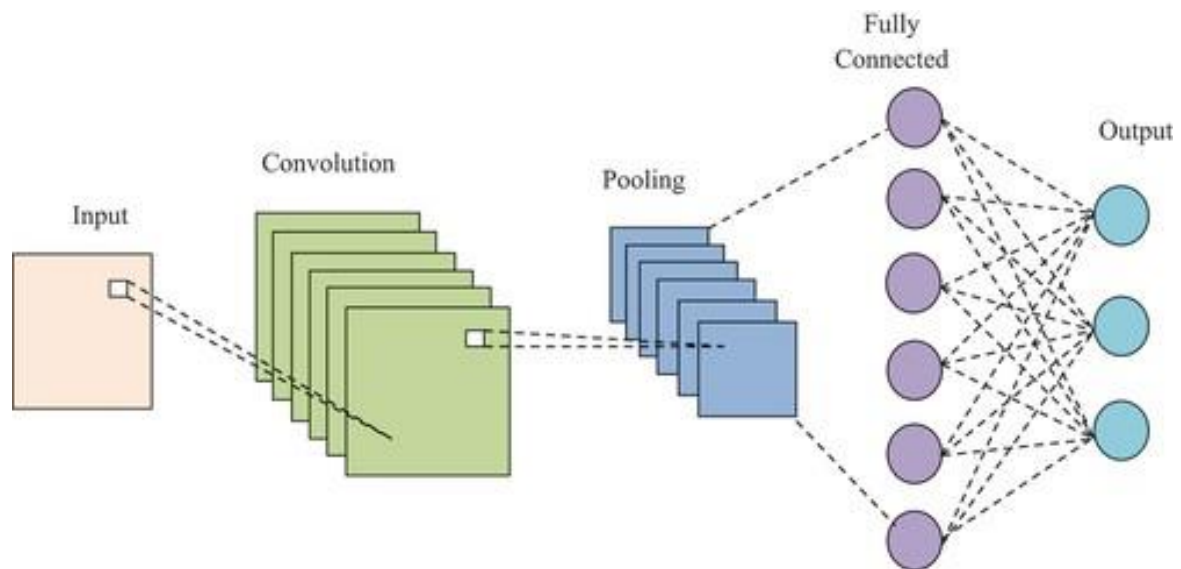 Input
Convolution
Pooling
Fully
Connected
Output